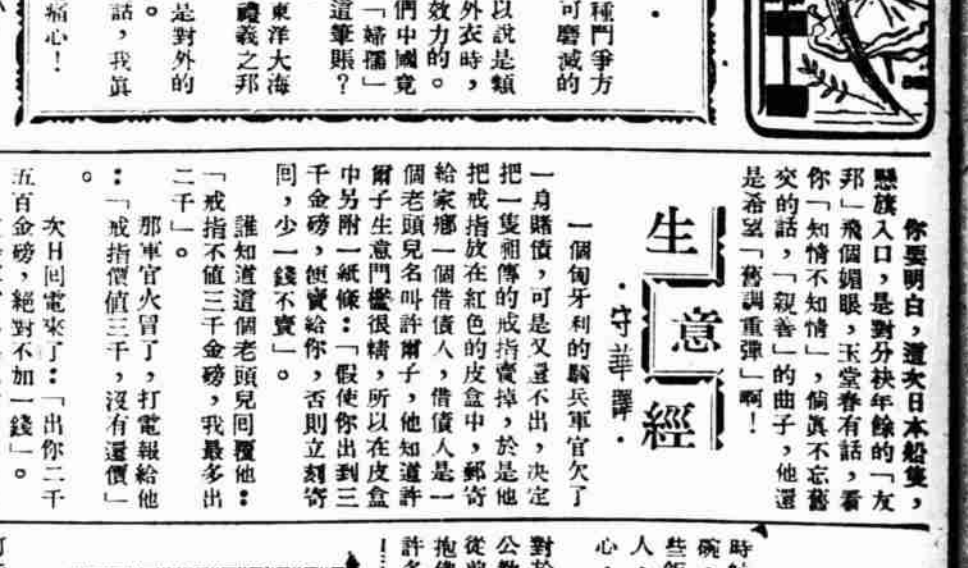 種鬥爭方
可磨滅的
以說是類
外衣時，
效力的。
們中國竟
「婦孺」
這筆賬？
東洋大海
禮義之邦
是對外的
。
話，我眞
痛心！
你要明白，這次日本船隻，
懸旗入口，是對分袂年餘的「友
邦」飛個媚眼，玉堂春有話，看
你「知情不知情」，倘眞不忘舊
交的話，「親善」的曲子，他還
是希望「舊調重彈」啊！
生意經
·守華譯·
一個匈牙利的騎兵軍官欠了
一身賭債，可是又還不出，決定
把一隻祖傳的戒指賣掉，於是他
把戒指放在紅色的皮盒中，郵寄
給家鄉一個借債人，借債人是一
個老頭兒名叫許爾子，他知道許
爾子生意門檻很精，所以在皮盒
中另附一紙條：「假使你出到三
千金磅，便賣給你，否則立刻寄
回，少一錢不賣」。
誰知道這個老頭兒回覆他：
「戒指不値三千金磅，我最多出
二千」。
那軍官火冒了，打電報給他
：「戒指價值三千，沒有還價」
。
次日回電來了：「出你二千
五百金磅，絕對不加一錢」。
時
碗
些
人
心
對於
公敎
從前
抱
許多